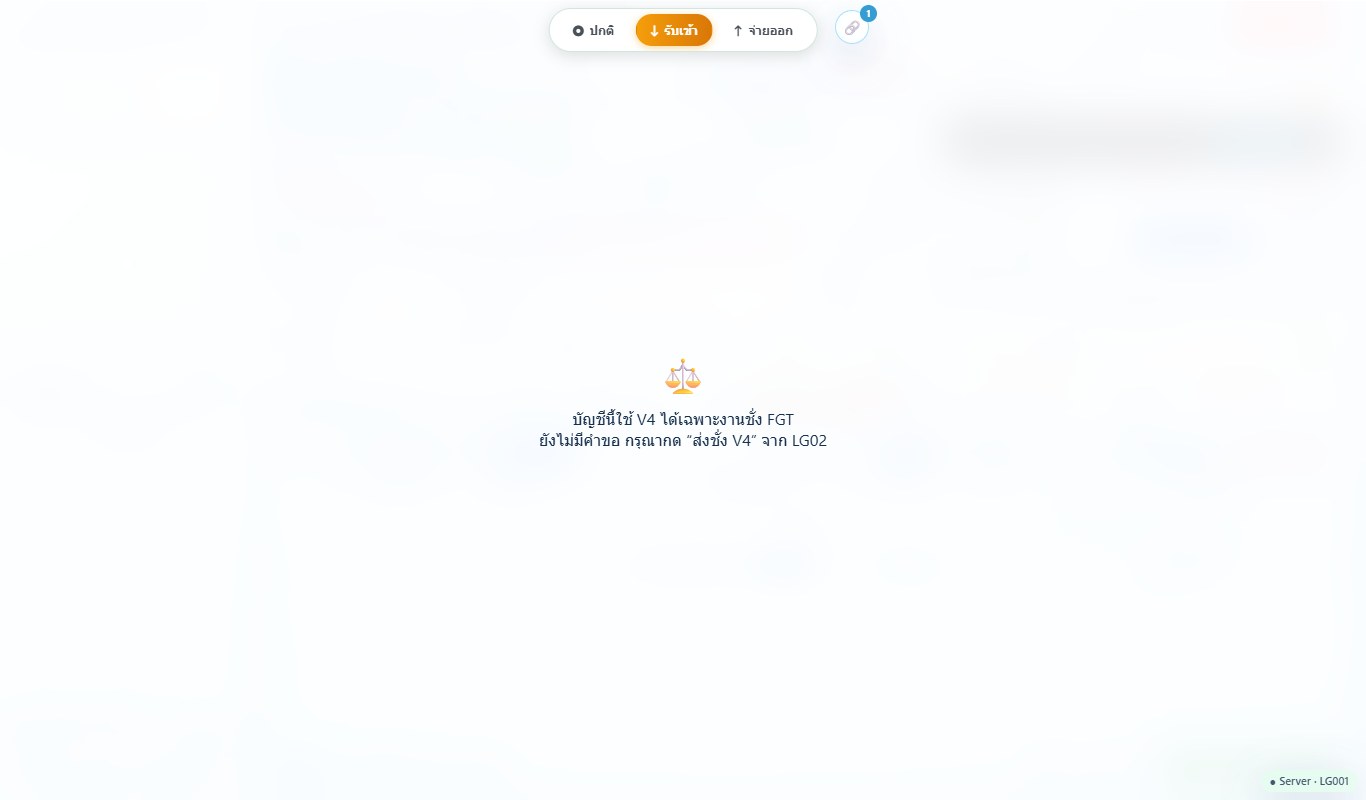 ปกติ
↓ รับเข้า
↑ จ่ายออก
1
บัญชีนี้ใช้ V4 ได้เฉพาะงานชั่ง FGT
ยังไม่มีคำขอ กรุณากด “ส่งชั่ง V4” จาก LG02
● Server · LG001